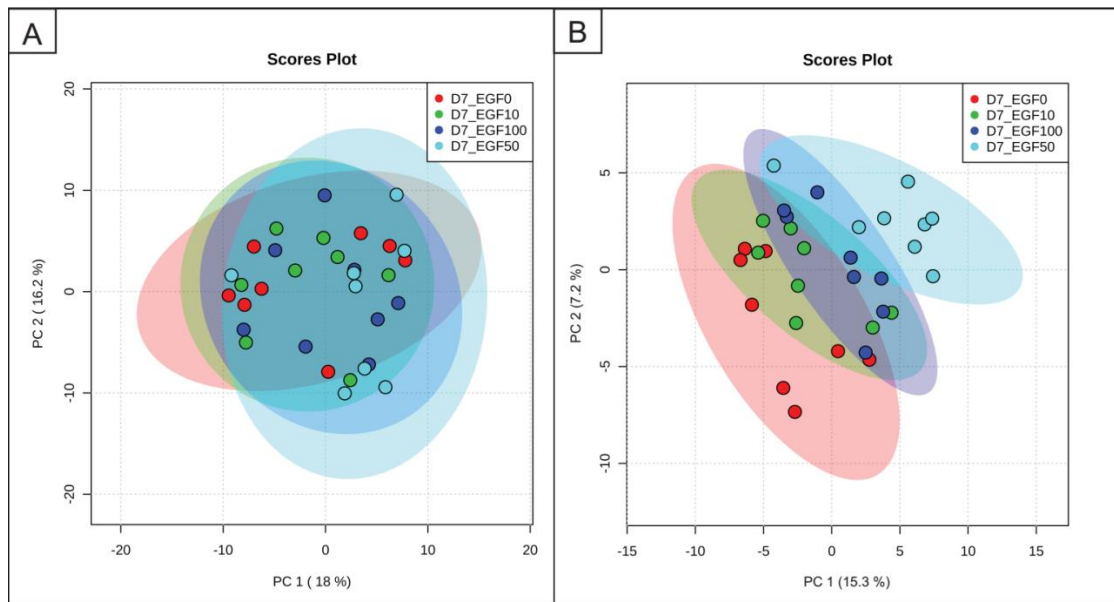 A
Scores Plot
D7_EGF0
D7_EGF10
D7_EGF100
D7_EGF50
20
10
0
-10
-20
PC 2 ( 16.2 %)
-20
-10
0
10
20
PC 1 ( 18 %)
B
Scores Plot
D7_EGF0
D7_EGF10
D7_EGF100
D7_EGF50
5
0
-5
-10
PC 2 (7.2 %)
-15
-10
-5
0
5
10
15
PC 1 (15.3 %)